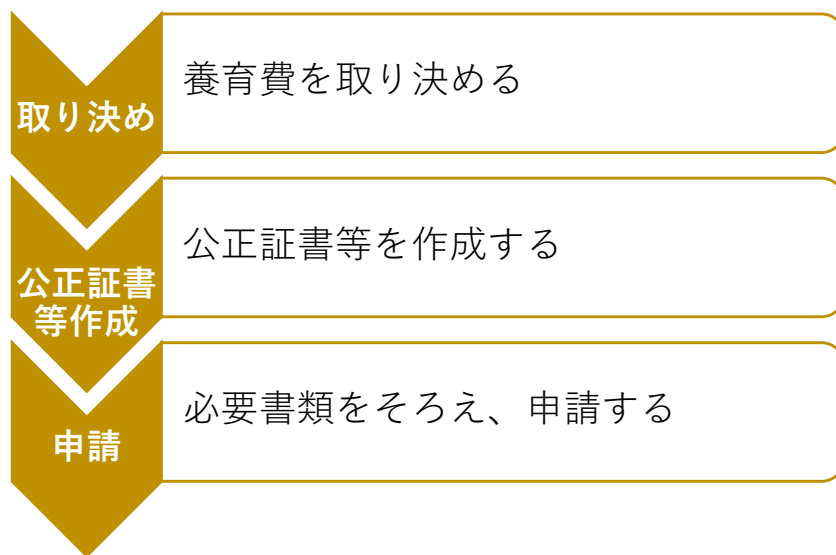 取り決め
養育費を取り決める
公正証書
等作成
公正証書等を作成する
申請
必要書類をそろえ、申請する